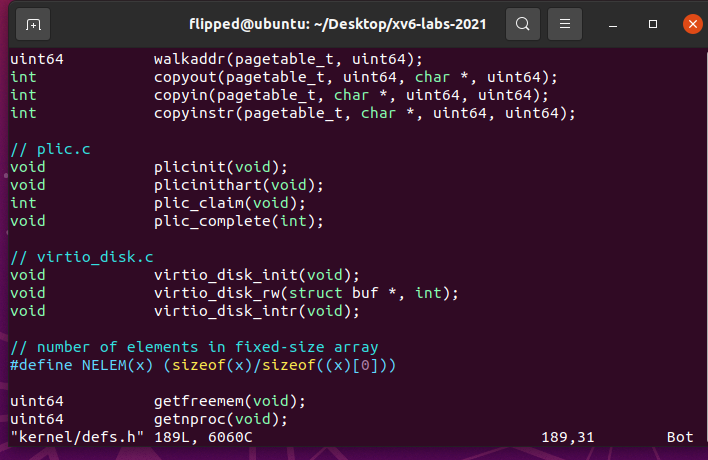 flipped@ubuntu: ~/Desktop/xv6-labs-2021
uint64          walkaddr(pagetable_t, uint64);
int             copyout(pagetable_t, uint64, char *, uint64);
int             copyin(pagetable_t, char *, uint64, uint64);
int             copyinstr(pagetable_t, char *, uint64, uint64);
// plic.c
void            plicinit(void);
void            plicinithart(void);
int             plic_claim(void);
void            plic_complete(int);
// virtio_disk.c
void            virtio_disk_init(void);
void            virtio_disk_rw(struct buf *, int);
void            virtio_disk_intr(void);
// number of elements in fixed-size array
#define NELEM(x) (sizeof(x)/sizeof((x)[0]))
uint64          getfreemem(void);
uint64          getnproc(void);
"kernel/defs.h" 189L, 6060C                                189,31        Bot